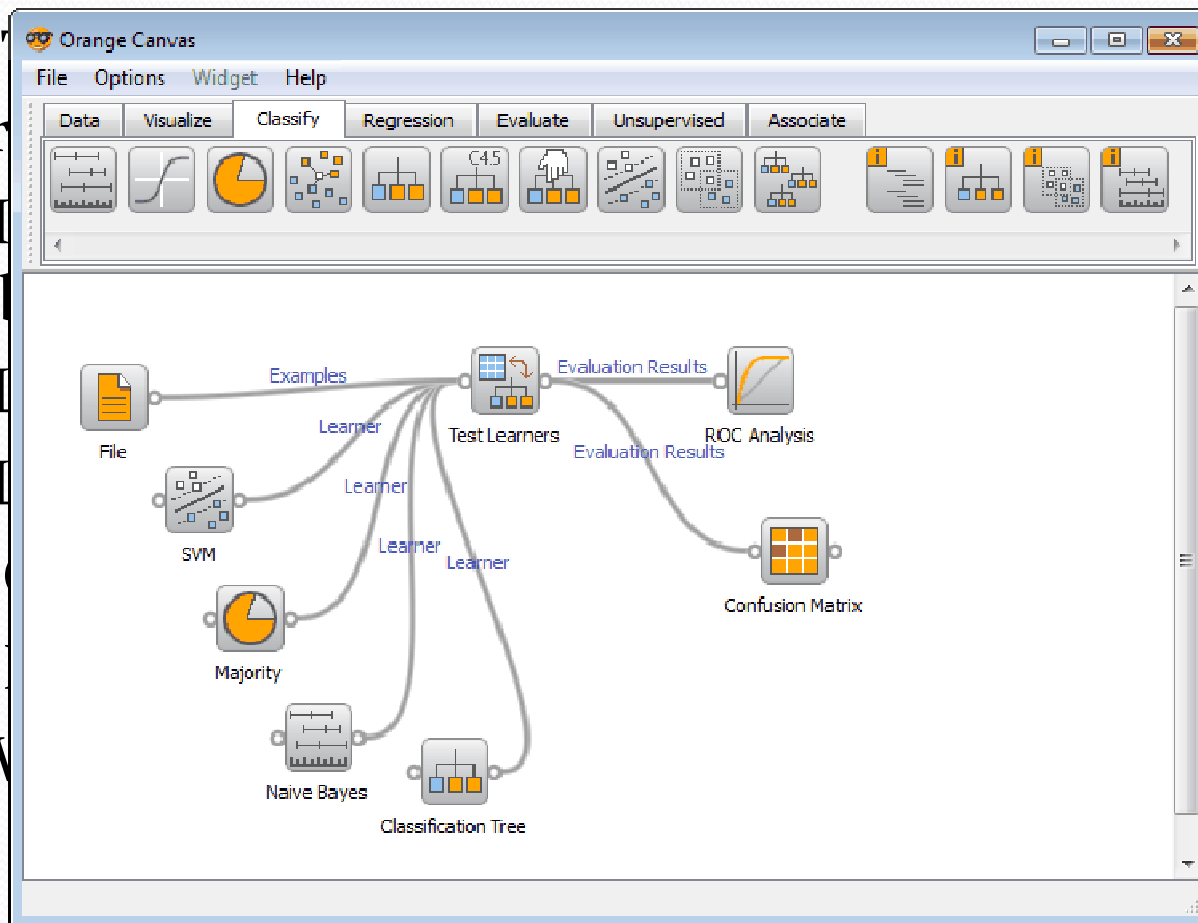 Orange Canvas
File Options Widget Help
Data Visualize Classify Regression Evaluate Unsupervised Associate
C4.5
i i i i
Examples
Evaluation Results
Learner
Test Learners
ROC Analysis
File
Evaluation Results
Learner
SVM
Learner
Learner
Confusion Matrix
Majority
Naive Bayes
Classification Tree